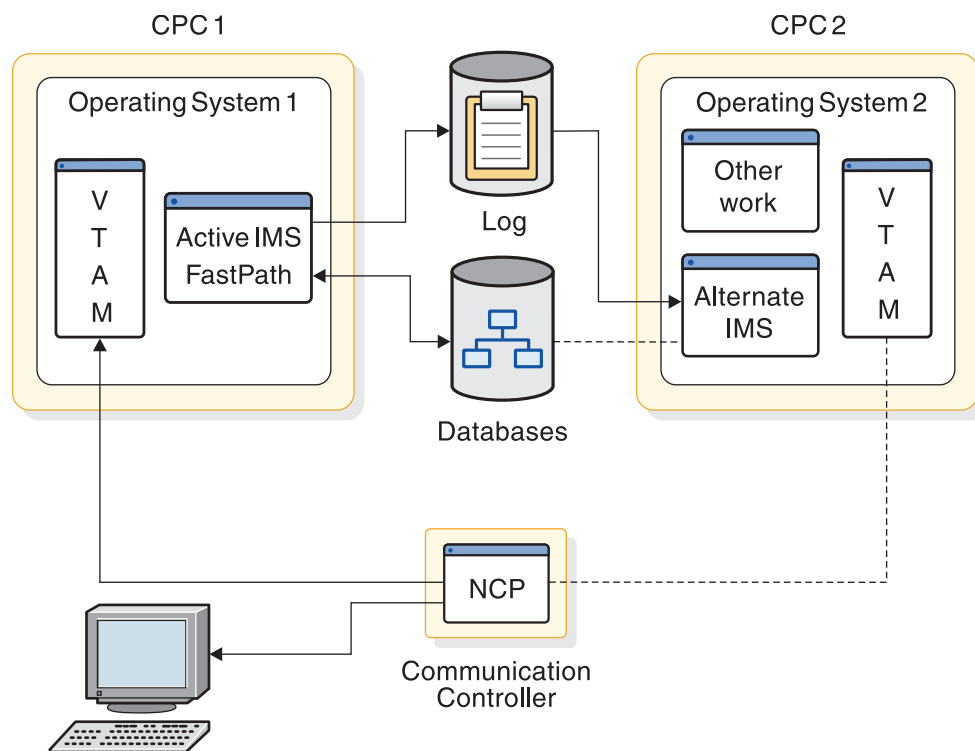 CPC 1
CPC 2
Operating System 1
Operating System 2
V
T
A
M
Active IMS
FastPath
Log
Databases
Other
work
Alternate
IMS
V
T
A
M
NCP
Communication
Controller